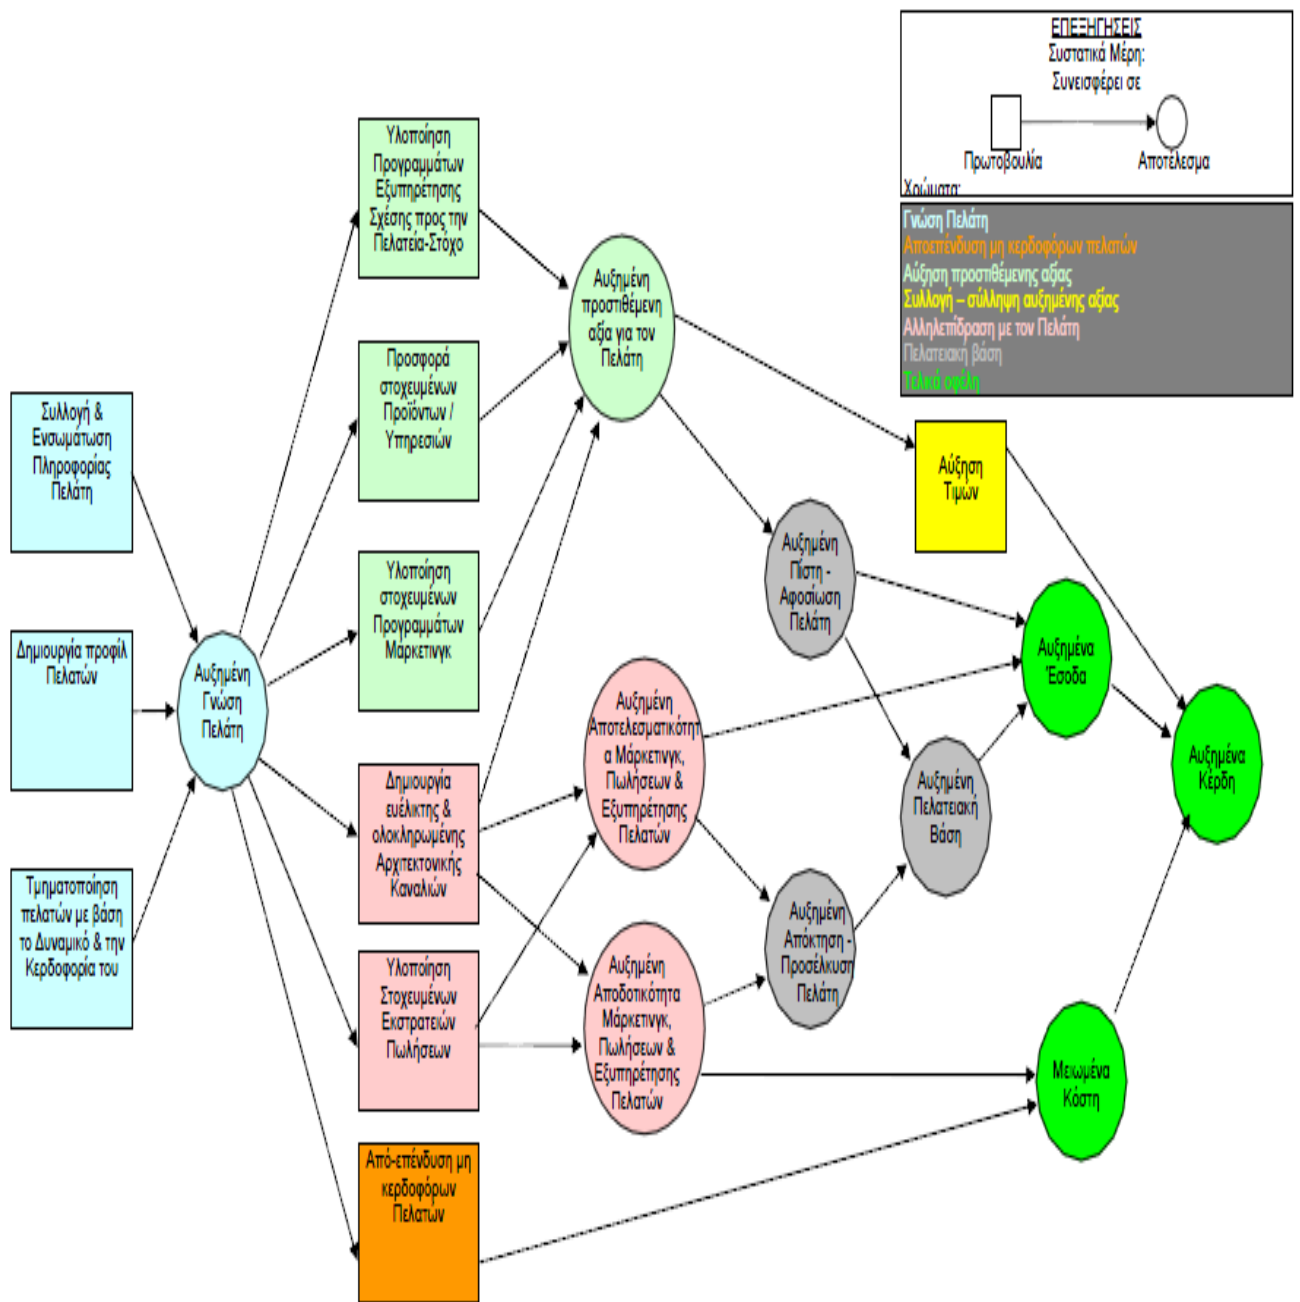 ΕΠΕΞΗΓΗΣΕΙΣ
Συστατικά Μέρη:
Συνεισφέρει σε
Πρωτοβουλία
Αποτέλεσμα
Χρώματα:
Γνώση Πελάτη
Αποεπένδυση μη κερδοφόρων πελατών
Αύξηση προστιθέμενης αξίας
Συλλογή – σύλληψη αυξημένης αξίας
Αλληλεπίδραση με τον Πελάτη
Πελατειακή βάση
Τελικά οφέλη
Συλλογή &
Ενσωμάτωση
Πληροφορίας
Πελάτη
Δημιουργία προφίλ
Πελατών
Τμηματοποίηση
πελατών με βάση
το Δυναμικό & την
Κερδοφορία του
Αυξημένη
Γνώση
Πελάτη
Υλοποίηση
Προγραμμάτων
Εξυπηρέτησης
Σχέσης προς την
Πελατεία-Στόχο
Προσφορά
στοχευμένων
Προϊόντων /
Υπηρεσιών
Υλοποίηση
στοχευμένων
Προγραμμάτων
Μάρκετινγκ
Δημιουργία
ευέλικτης &
ολοκληρωμένης
Αρχιτεκτονικής
Καναλιών
Υλοποίηση
Στοχευμένων
Εκστρατειών
Πωλήσεων
Από-επένδυση μη
κερδοφόρων
Πελατών
Αυξημένη
προστιθέμενη
αξία για τον
Πελάτη
Αυξημένη
Αποτελεσματικότητ
α Μάρκετινγκ,
Πωλήσεων &
Εξυπηρέτησης
Πελατών
Αυξημένη
Αποδοτικότητα
Μάρκετινγκ,
Πωλήσεων &
Εξυπηρέτησης
Πελατών
Αυξημένη
Πίστη -
Αφοσίωση
Πελάτη
Αυξημένη
Απόκτηση -
Προσέλκυση
Πελάτη
Αύξηση
Τιμών
Αυξημένη
Πελατειακή
Βάση
Αυξημένα
Έσοδα
Μειωμένα
Κόστη
Αυξημένα
Κέρδη